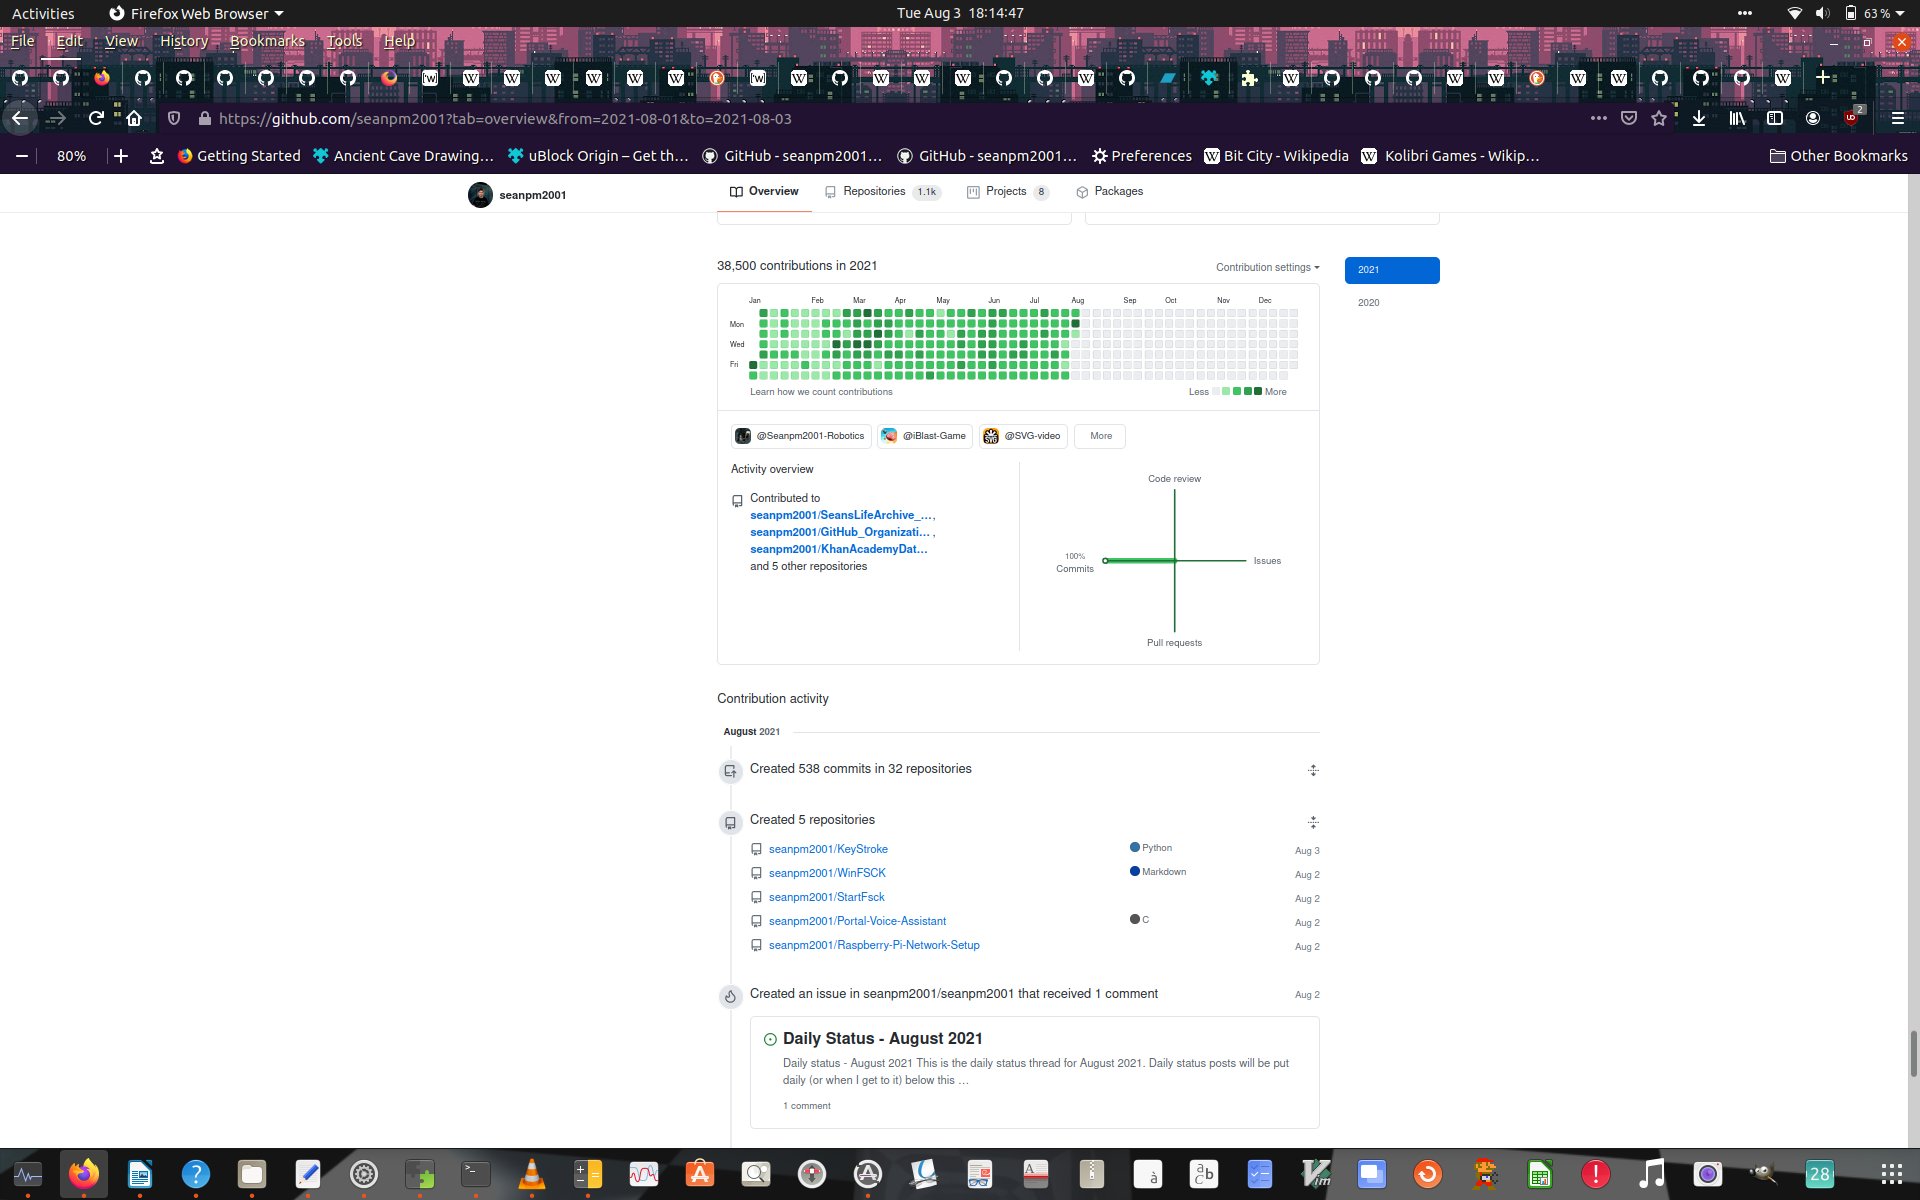 Activities Firefox Web Browser Tue Aug 3 18:14:47 63 %
File Edit View History Bookmarks Tools Help
https://github.com/seanpm2001?tab=overview&from=2021-08-01&to=2021-08-03 2
80% Getting Started Ancient Cave Drawing… uBlock Origin – Get th… GitHub - seanpm2001… GitHub - seanpm2001… Preferences Bit City - Wikipedia Kolibri Games - Wikip… Other Bookmarks
seanpm2001 Overview Repositories 1.1k Projects 8 Packages
38,500 contributions in 2021 Contribution settings 2021
2020
Jan Feb Mar Apr May Jun Jul Aug Sep Oct Nov Dec
Mon
Wed
Fri
Learn how we count contributions Less More
@Seanpm2001-Robotics @iBlast-Game @SVG-video More
Activity overview
Contributed to
seanpm2001/SeansLifeArchive_… ,
seanpm2001/GitHub_Organizati… ,
seanpm2001/KhanAcademyDat…
and 5 other repositories
Code review
100%
Commits
Issues
Pull requests
Contribution activity
August 2021
Created 538 commits in 32 repositories
Created 5 repositories
seanpm2001/KeyStroke Python Aug 3
seanpm2001/WinFSCK Markdown Aug 2
seanpm2001/StartFsck Aug 2
seanpm2001/Portal-Voice-Assistant C Aug 2
seanpm2001/Raspberry-Pi-Network-Setup Aug 2
Created an issue in seanpm2001/seanpm2001 that received 1 comment Aug 2
Daily Status - August 2021
Daily status - August 2021 This is the daily status thread for August 2021. Daily status posts will be put
daily (or when I get to it) below this …
1 comment
28